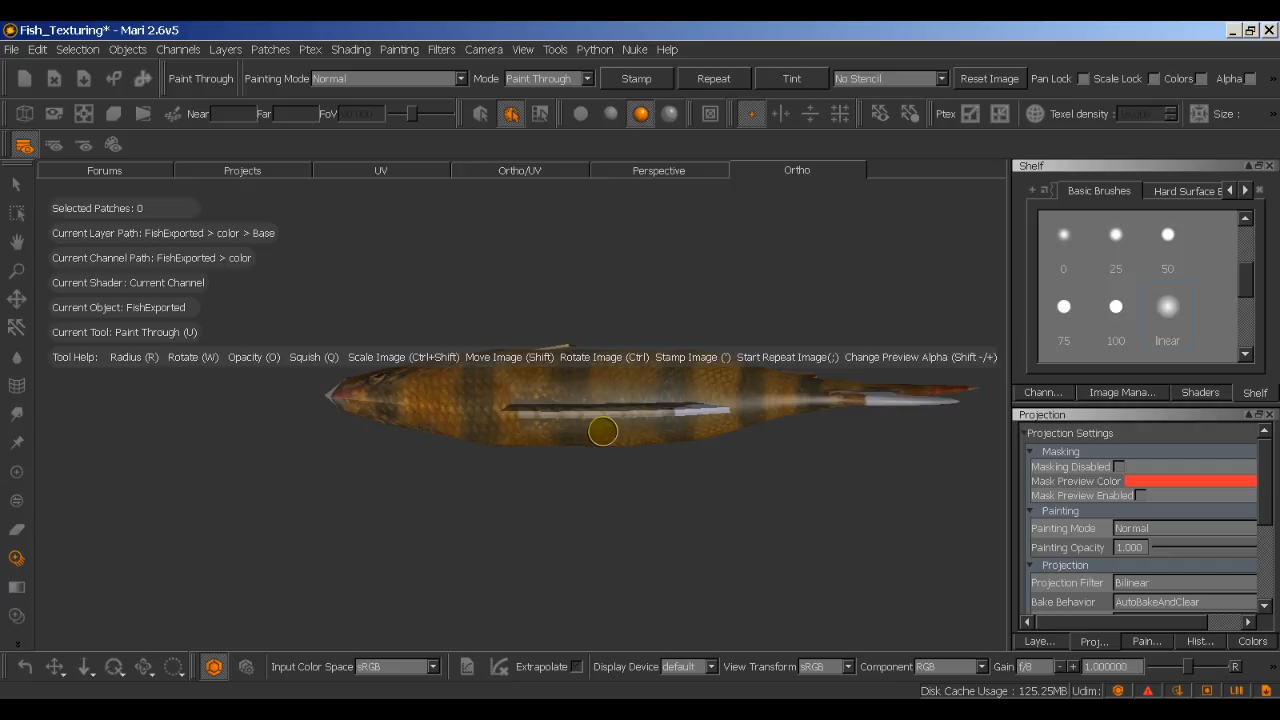 Fish_Texturing* - Mari 2.6v5
File Edit Selection Objects Channels Layers Patches Ptex Shading Painting Filters Camera View Tools Python Nuke Help
Paint Through Painting Mode Normal Mode Paint Through Stamp Repeat Tint No Stencil Reset Image Pan Lock Scale Lock Colors Alpha
Near Far FoV Ptex Texel density : Size :
Forums Projects UV Ortho/UV Perspective Ortho
Shelf
Basic Brushes Hard Surface
Selected Patches: 0
Current Layer Path: FishExported > color > Base
Current Channel Path: FishExported > color
Current Shader: Current Channel
Current Object: FishExported
Current Tool: Paint Through (U)
Tool Help: Radius (R) Rotate (W) Opacity (O) Squish (Q) Scale Image (Ctrl+Shift) Move Image (Shift) Rotate Image (Ctrl) Stamp Image (') Start Repeat Image(;) Change Preview Alpha (Shift -/+)
0 25 50
75 100 linear
Chann... Image Mana... Shaders Shelf
Projection
Projection Settings
Masking
Masking Disabled
Mask Preview Color
Mask Preview Enabled
Painting
Painting Mode Normal
Painting Opacity 1.000
Projection
Projection Filter Bilinear
Bake Behavior AutoBakeAndClear
Laye... Proj... Pain... Hist... Colors
Input Color Space sRGB Extrapolate Display Device default View Transform sRGB Component RGB Gain f/8 - + 1.000000 R
Disk Cache Usage : 125.25MB Udim: